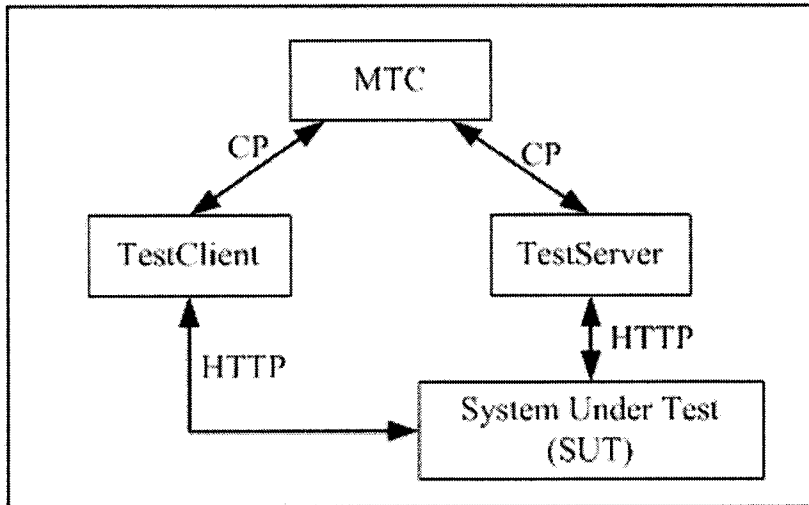 MTC
CP
CP
TestClient
TestServer
HTTP
HTTP
System Under Test
(SUT)